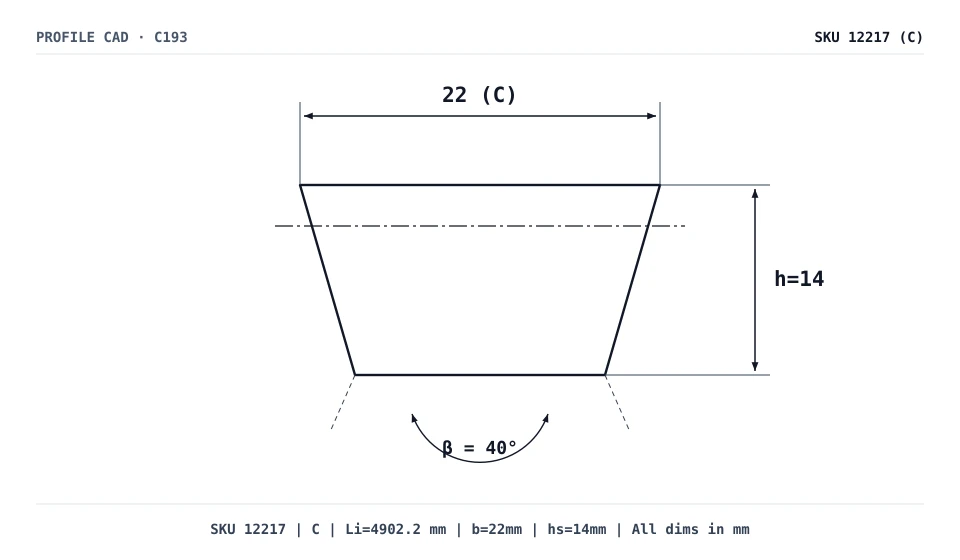 PROFILE CAD · C193
SKU 12217 (C)
22 (C)
h=14
β = 40°
SKU 12217 | C | Li=4902.2 mm | b=22mm | hs=14mm | All dims in mm